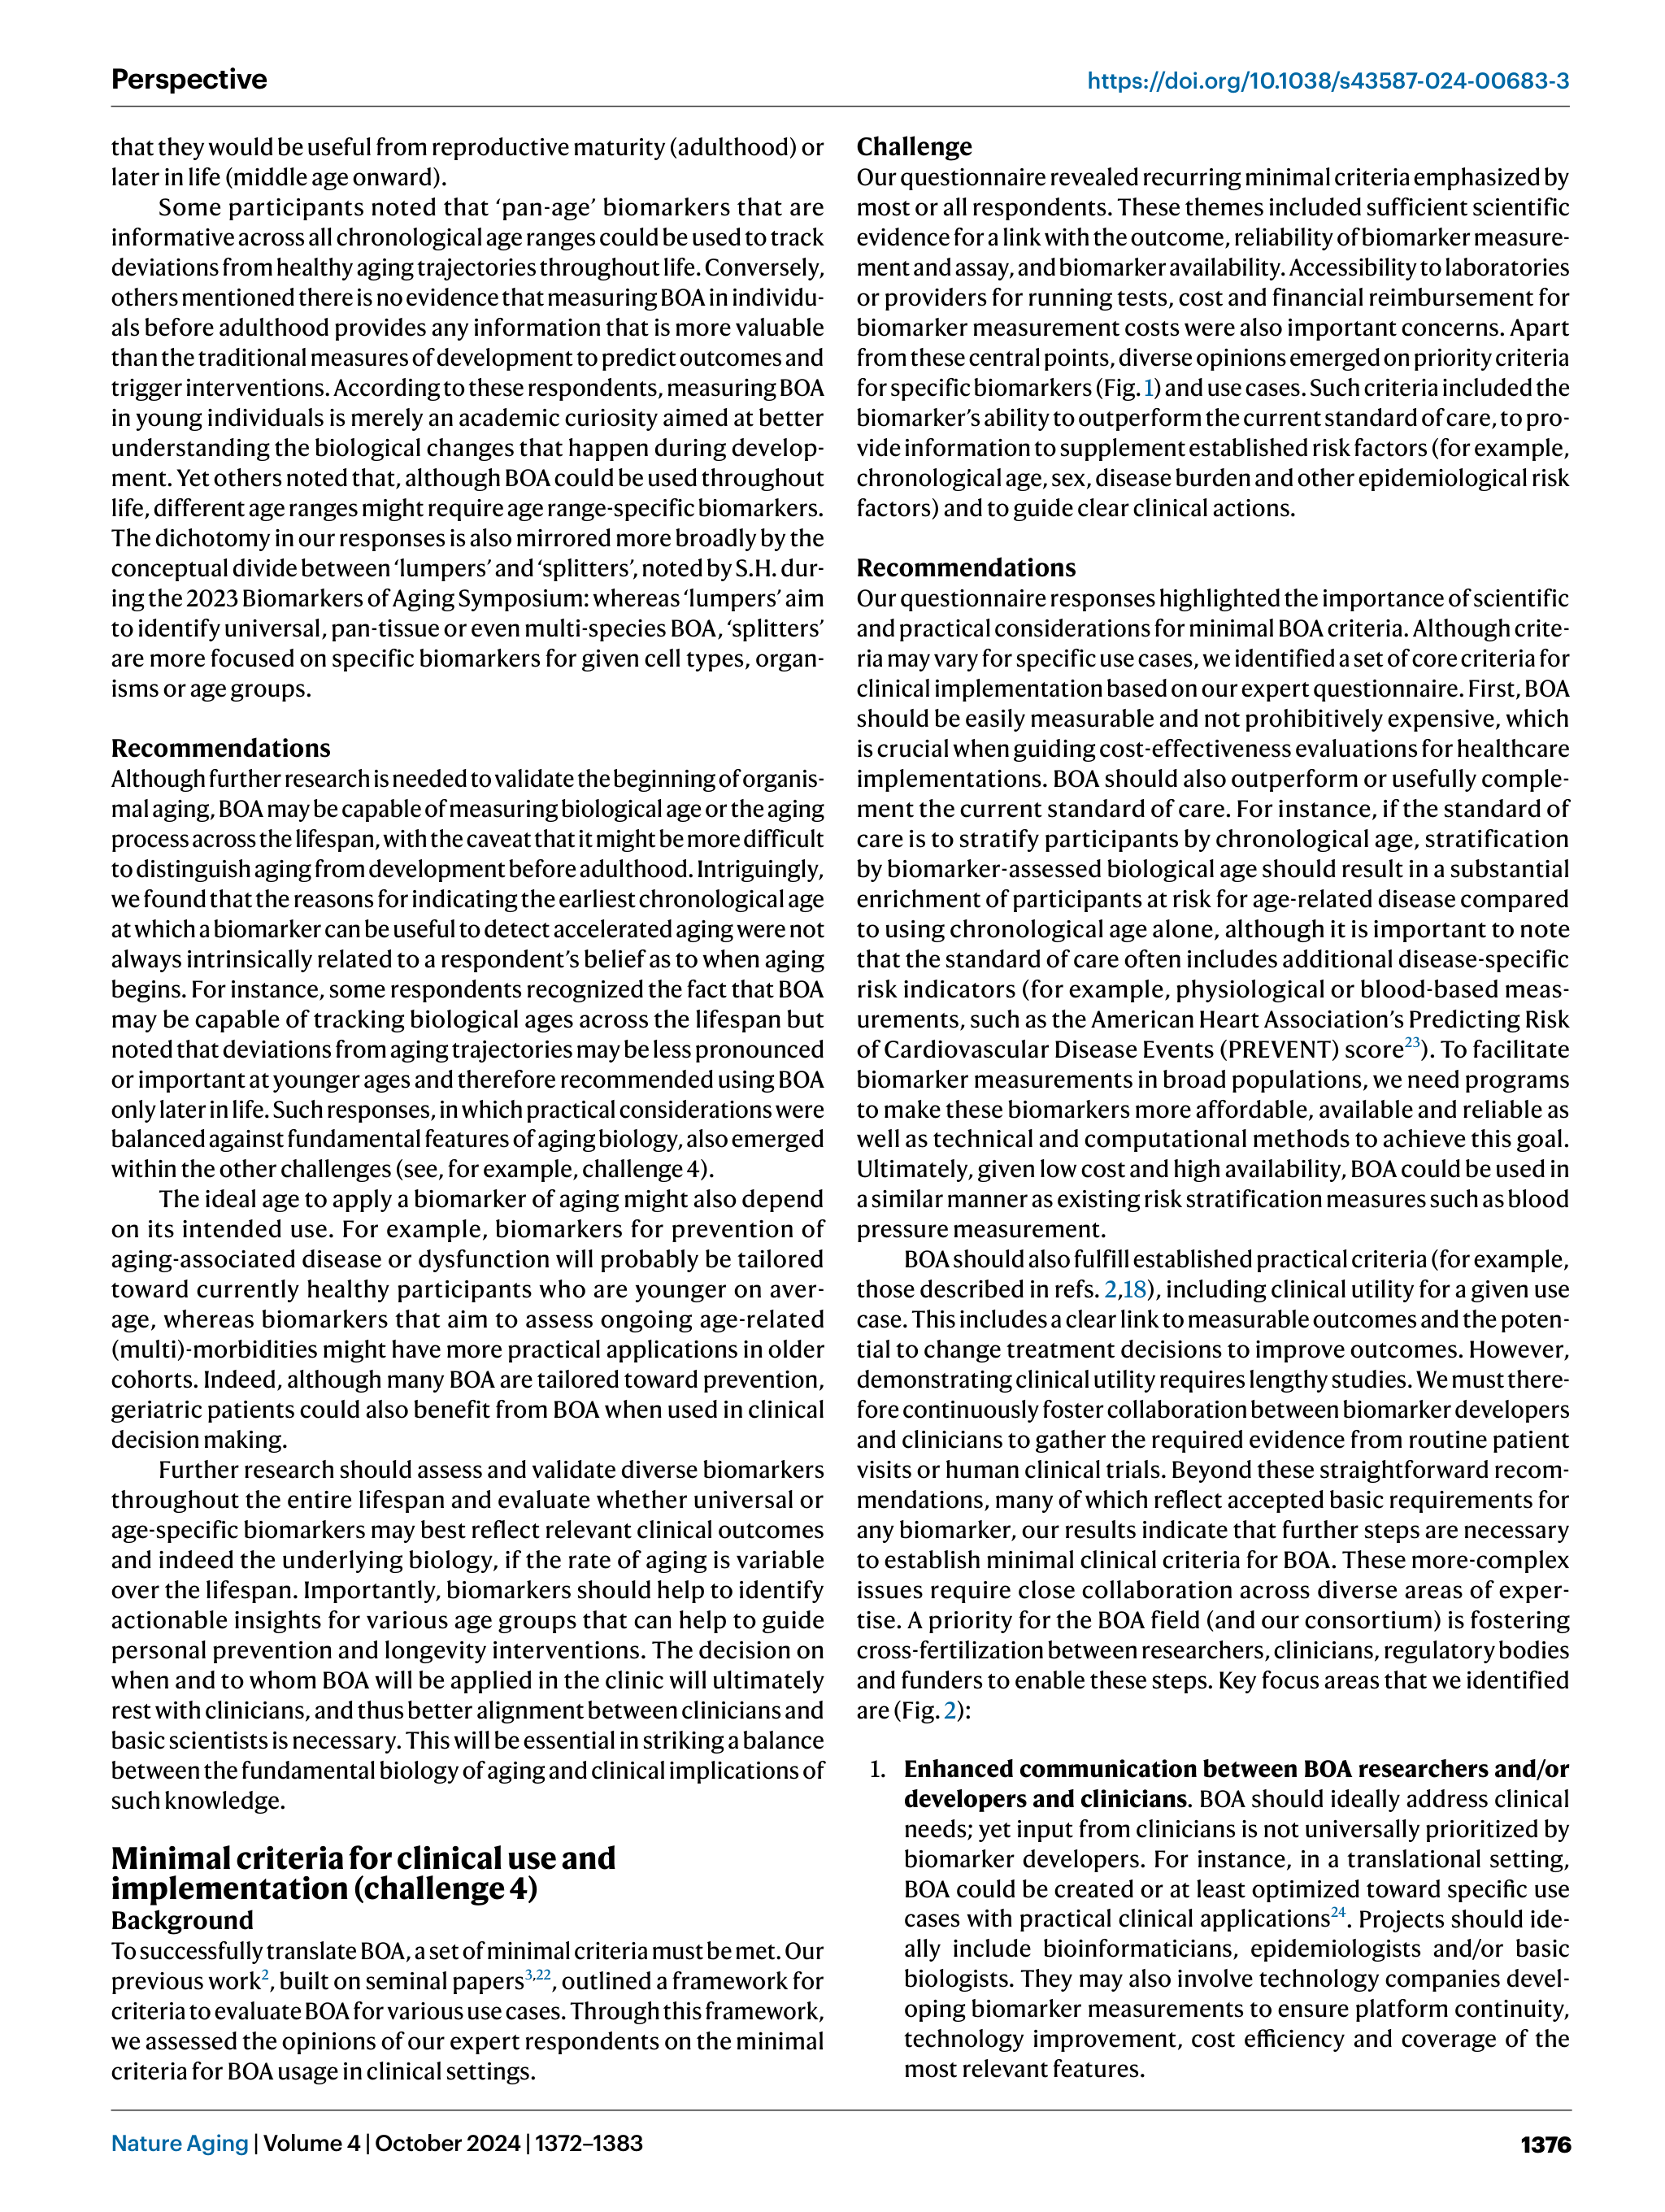 Perspective
https://doi.org/10.1038/s43587-024-00683-3
that they would be useful from reproductive maturity (adulthood) or
later in life (middle age onward).
Some participants noted that ‘pan-age’ biomarkers that are
informative across all chronological age ranges could be used to track
deviations from healthy aging trajectories throughout life. Conversely,
others mentioned there is no evidence that measuring BOA in individu-
als before adulthood provides any information that is more valuable
than the traditional measures of development to predict outcomes and
trigger interventions. According to these respondents, measuring BOA
in young individuals is merely an academic curiosity aimed at better
understanding the biological changes that happen during develop-
ment. Yet others noted that, although BOA could be used throughout
life, different age ranges might require age range-specific biomarkers.
The dichotomy in our responses is also mirrored more broadly by the
conceptual divide between ‘lumpers’ and ‘splitters’, noted by S.H. dur-
ing the 2023 Biomarkers of Aging Symposium: whereas ‘lumpers’ aim
to identify universal, pan-tissue or even multi-species BOA, ‘splitters’
are more focused on specific biomarkers for given cell types, organ-
isms or age groups.
Recommendations
Although further research is needed to validate the beginning of organis-
mal aging, BOA may be capable of measuring biological age or the aging
process across the lifespan, with the caveat that it might be more difficult
to distinguish aging from development before adulthood. Intriguingly,
we found that the reasons for indicating the earliest chronological age
at which a biomarker can be useful to detect accelerated aging were not
always intrinsically related to a respondent’s belief as to when aging
begins. For instance, some respondents recognized the fact that BOA
may be capable of tracking biological ages across the lifespan but
noted that deviations from aging trajectories may be less pronounced
or important at younger ages and therefore recommended using BOA
only later in life. Such responses, in which practical considerations were
balanced against fundamental features of aging biology, also emerged
within the other challenges (see, for example, challenge 4).
The ideal age to apply a biomarker of aging might also depend
on its intended use. For example, biomarkers for prevention of
aging-associated disease or dysfunction will probably be tailored
toward currently healthy participants who are younger on aver-
age, whereas biomarkers that aim to assess ongoing age-related
(multi)-morbidities might have more practical applications in older
cohorts. Indeed, although many BOA are tailored toward prevention,
geriatric patients could also benefit from BOA when used in clinical
decision making.
Further research should assess and validate diverse biomarkers
throughout the entire lifespan and evaluate whether universal or
age-specific biomarkers may best reflect relevant clinical outcomes
and indeed the underlying biology, if the rate of aging is variable
over the lifespan. Importantly, biomarkers should help to identify
actionable insights for various age groups that can help to guide
personal prevention and longevity interventions. The decision on
when and to whom BOA will be applied in the clinic will ultimately
rest with clinicians, and thus better alignment between clinicians and
basic scientists is necessary. This will be essential in striking a balance
between the fundamental biology of aging and clinical implications of
such knowledge.
Minimal criteria for clinical use and
implementation (challenge 4)
Background
To successfully translate BOA, a set of minimal criteria must be met. Our
previous work2, built on seminal papers3,22, outlined a framework for
criteria to evaluate BOA for various use cases. Through this framework,
we assessed the opinions of our expert respondents on the minimal
criteria for BOA usage in clinical settings.
Challenge
Our questionnaire revealed recurring minimal criteria emphasized by
most or all respondents. These themes included sufficient scientific
evidence for a link with the outcome, reliability of biomarker measure-
ment and assay, and biomarker availability. Accessibility to laboratories
or providers for running tests, cost and financial reimbursement for
biomarker measurement costs were also important concerns. Apart
from these central points, diverse opinions emerged on priority criteria
for specific biomarkers (Fig. 1) and use cases. Such criteria included the
biomarker’s ability to outperform the current standard of care, to pro-
vide information to supplement established risk factors (for example,
chronological age, sex, disease burden and other epidemiological risk
factors) and to guide clear clinical actions.
Recommendations
Our questionnaire responses highlighted the importance of scientific
and practical considerations for minimal BOA criteria. Although crite-
ria may vary for specific use cases, we identified a set of core criteria for
clinical implementation based on our expert questionnaire. First, BOA
should be easily measurable and not prohibitively expensive, which
is crucial when guiding cost-effectiveness evaluations for healthcare
implementations. BOA should also outperform or usefully comple-
ment the current standard of care. For instance, if the standard of
care is to stratify participants by chronological age, stratification
by biomarker-assessed biological age should result in a substantial
enrichment of participants at risk for age-related disease compared
to using chronological age alone, although it is important to note
that the standard of care often includes additional disease-specific
risk indicators (for example, physiological or blood-based meas-
urements, such as the American Heart Association’s Predicting Risk
of Cardiovascular Disease Events (PREVENT) score23). To facilitate
biomarker measurements in broad populations, we need programs
to make these biomarkers more affordable, available and reliable as
well as technical and computational methods to achieve this goal.
Ultimately, given low cost and high availability, BOA could be used in
a similar manner as existing risk stratification measures such as blood
pressure measurement.
BOA should also fulfill established practical criteria (for example,
those described in refs. 2,18), including clinical utility for a given use
case. This includes a clear link to measurable outcomes and the poten-
tial to change treatment decisions to improve outcomes. However,
demonstrating clinical utility requires lengthy studies. We must there-
fore continuously foster collaboration between biomarker developers
and clinicians to gather the required evidence from routine patient
visits or human clinical trials. Beyond these straightforward recom-
mendations, many of which reflect accepted basic requirements for
any biomarker, our results indicate that further steps are necessary
to establish minimal clinical criteria for BOA. These more-complex
issues require close collaboration across diverse areas of exper-
tise. A priority for the BOA field (and our consortium) is fostering
cross-fertilization between researchers, clinicians, regulatory bodies
and funders to enable these steps. Key focus areas that we identified
are (Fig. 2):
1. Enhanced communication between BOA researchers and/or
developers and clinicians. BOA should ideally address clinical
needs; yet input from clinicians is not universally prioritized by
biomarker developers. For instance, in a translational setting,
BOA could be created or at least optimized toward specific use
cases with practical clinical applications24. Projects should ide-
ally include bioinformaticians, epidemiologists and/or basic
biologists. They may also involve technology companies devel-
oping biomarker measurements to ensure platform continuity,
technology improvement, cost efficiency and coverage of the
most relevant features.
Nature Aging | Volume 4 | October 2024 | 1372–1383
1376